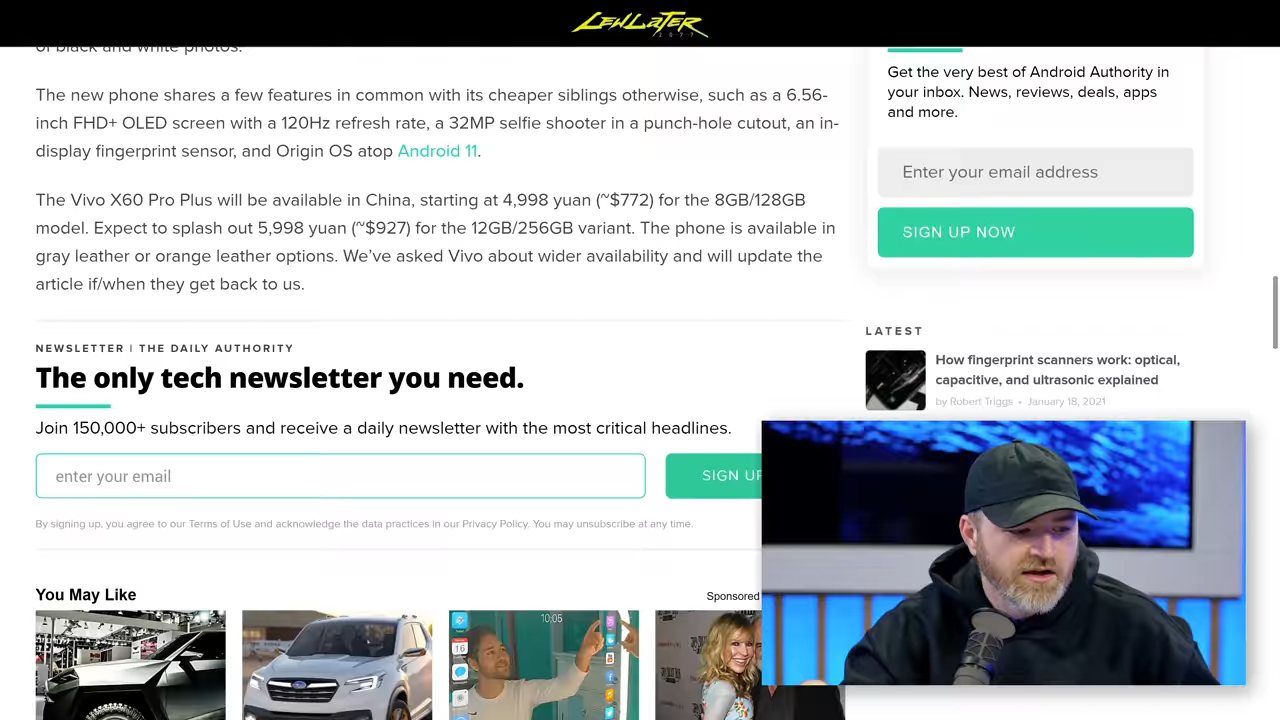 LEWLATER
2077
of black and white photos.
The new phone shares a few features in common with its cheaper siblings otherwise, such as a 6.56-
inch FHD+ OLED screen with a 120Hz refresh rate, a 32MP selfie shooter in a punch-hole cutout, an in-
display fingerprint sensor, and Origin OS atop Android 11.
The Vivo X60 Pro Plus will be available in China, starting at 4,998 yuan (~$772) for the 8GB/128GB
model. Expect to splash out 5,998 yuan (~$927) for the 12GB/256GB variant. The phone is available in
gray leather or orange leather options. We’ve asked Vivo about wider availability and will update the
article if/when they get back to us.
NEWSLETTER | THE DAILY AUTHORITY
The only tech newsletter you need.
Join 150,000+ subscribers and receive a daily newsletter with the most critical headlines.
enter your email
SIGN UP
By signing up, you agree to our Terms of Use and acknowledge the data practices in our Privacy Policy. You may unsubscribe at any time.
You May Like
Sponsored
10:05
16
Get the very best of Android Authority in
your inbox. News, reviews, deals, apps
and more.
Enter your email address
SIGN UP NOW
LATEST
How fingerprint scanners work: optical,
capacitive, and ultrasonic explained
by Robert Triggs • January 18, 2021